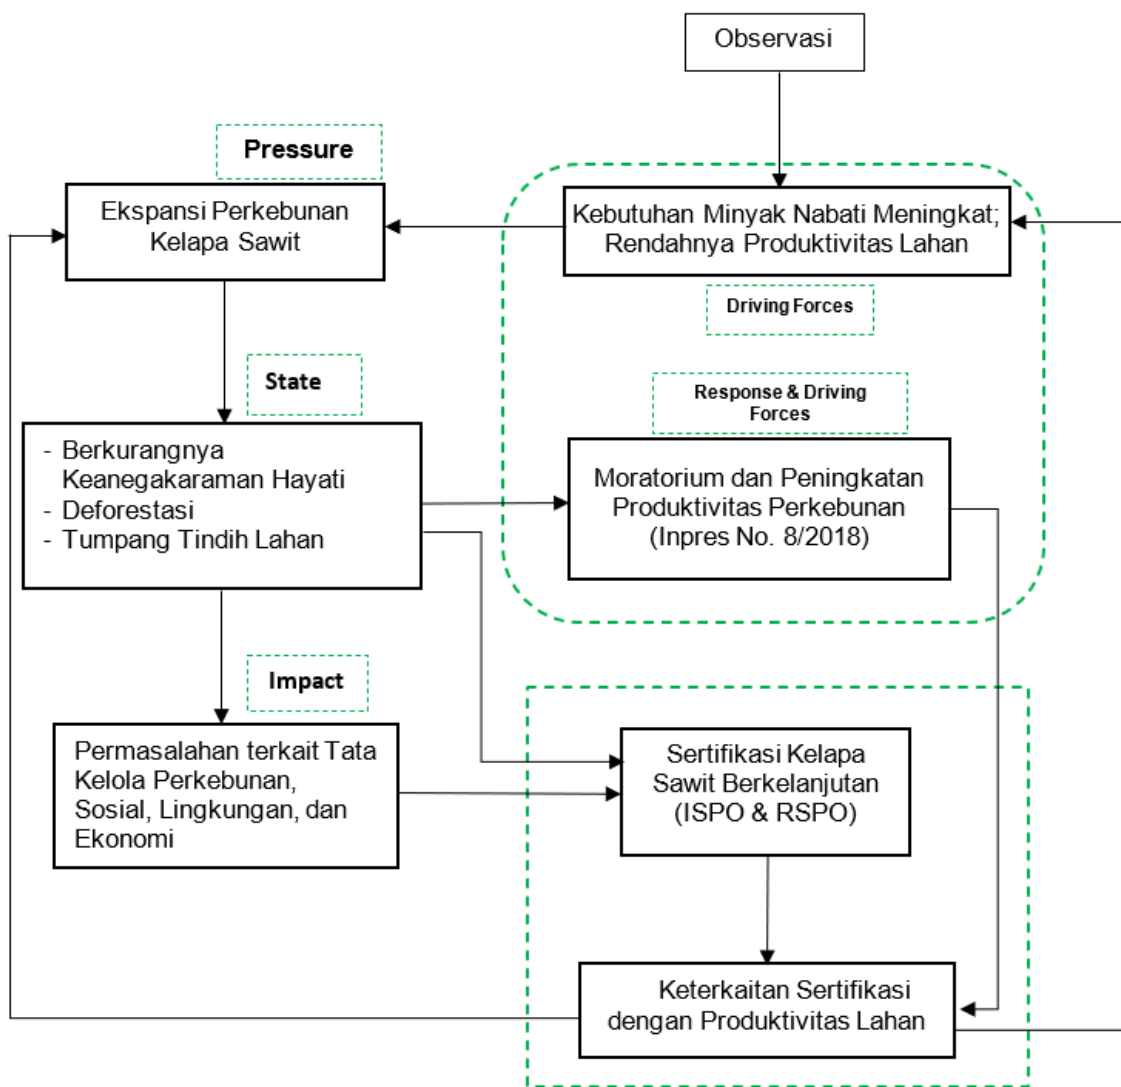 Observasi
Pressure
Ekspansi Perkebunan
Kelapa Sawit
Kebutuhan Minyak Nabati Meningkat;
Rendahnya Produktivitas Lahan
Driving Forces
State
Response & Driving
Forces
- Berkurangnya
Keanegakaraman Hayati
- Deforestasi
- Tumpang Tindih Lahan
Moratorium dan Peningkatan
Produktivitas Perkebunan
(Inpres No. 8/2018)
Impact
Permasalahan terkait Tata
Kelola Perkebunan,
Sosial, Lingkungan, dan
Ekonomi
Sertifikasi Kelapa
Sawit Berkelanjutan
(ISPO & RSPO)
Keterkaitan Sertifikasi
dengan Produktivitas Lahan